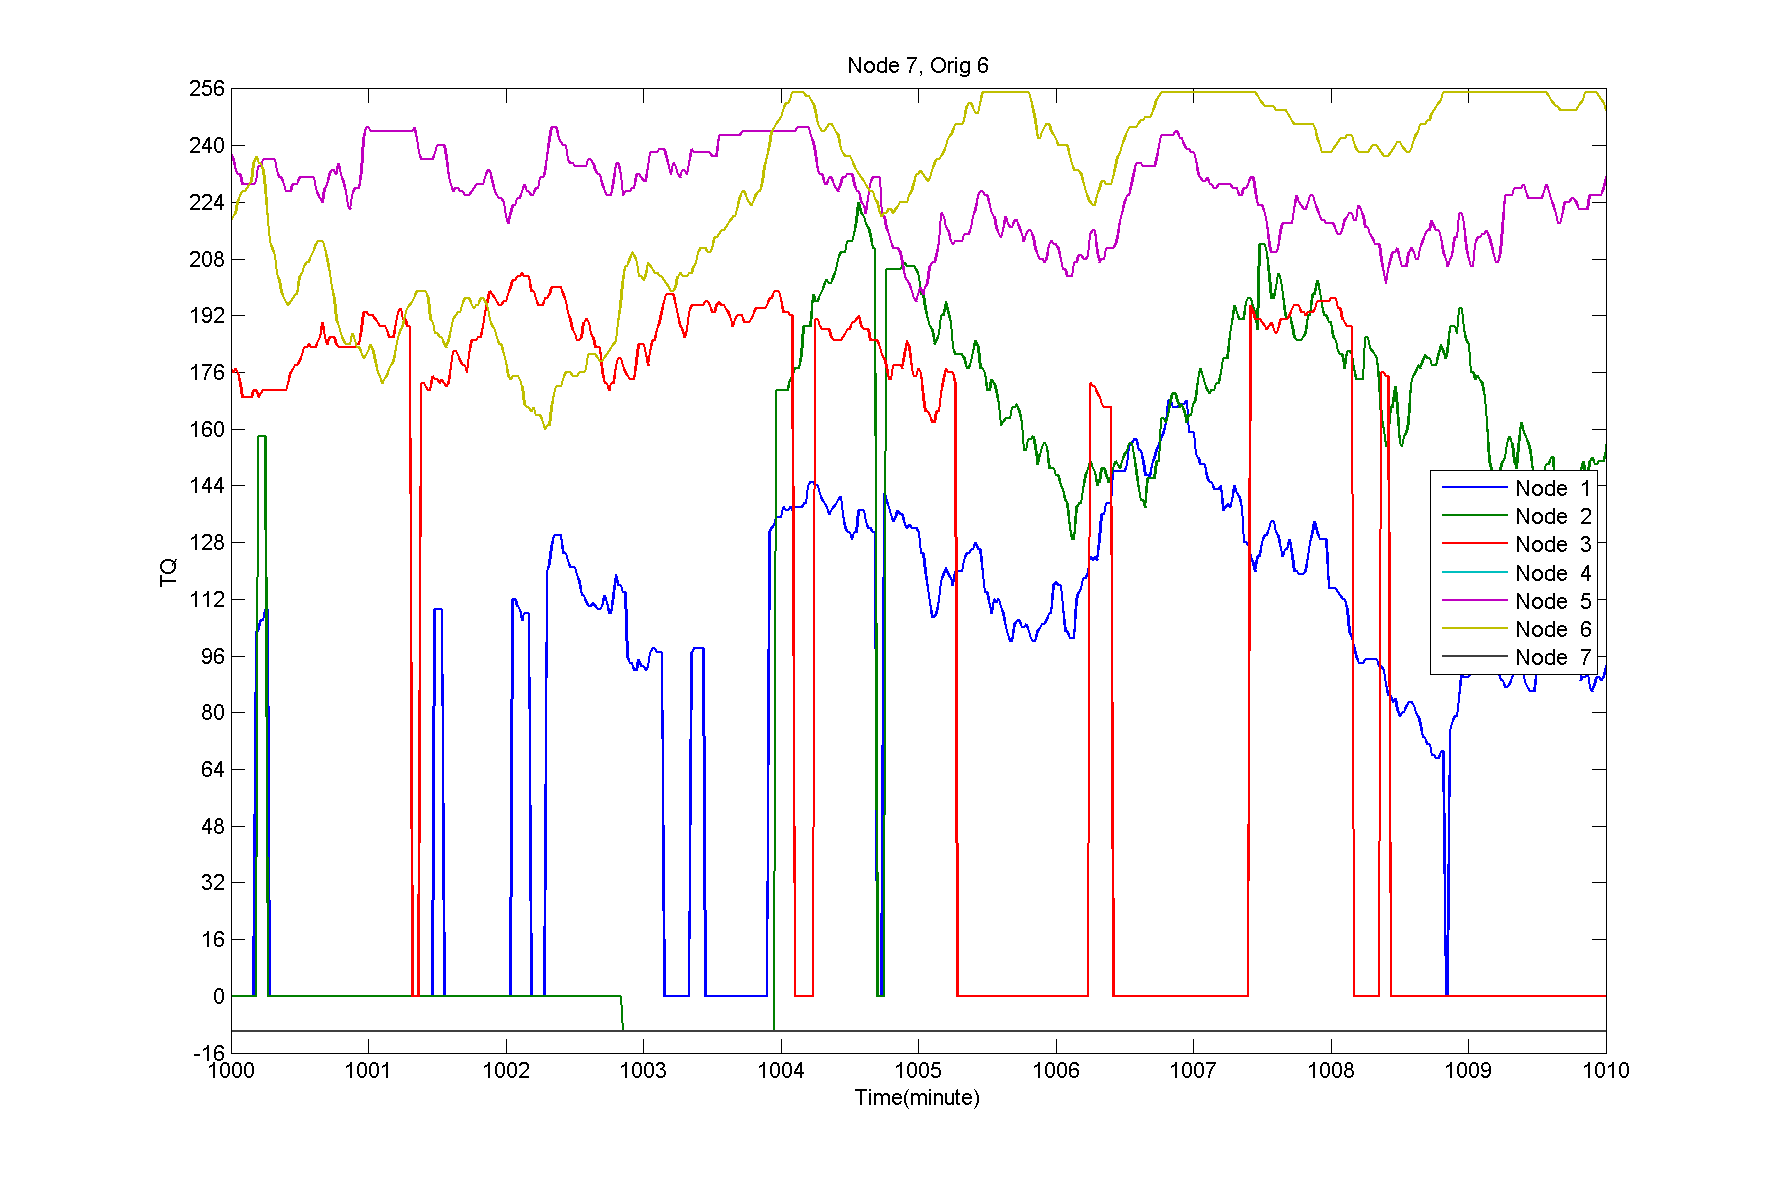 Node 7, Orig 6
256
240
224
208
192
176
160
144
128
112
96
80
64
48
32
16
0
-16
TQ
Node 1
Node 2
Node 3
Node 4
Node 5
Node 6
Node 7
1000 1001 1002 1003 1004 1005 1006 1007 1008 1009 1010
Time(minute)